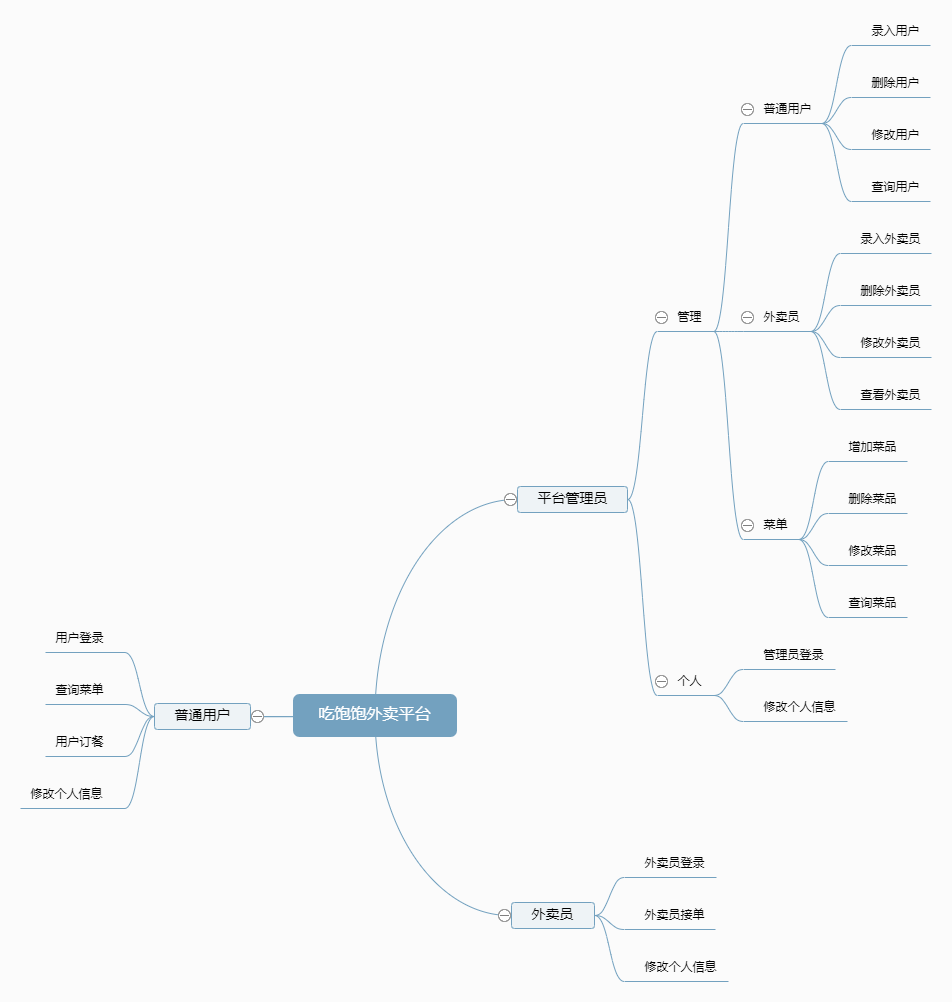 吃饱饱外卖平台
平台管理员
管理
普通用户
录入用户
删除用户
修改用户
查询用户
外卖员
录入外卖员
删除外卖员
修改外卖员
查看外卖员
菜单
增加菜品
删除菜品
修改菜品
查询菜品
个人
管理员登录
修改个人信息
外卖员
外卖员登录
外卖员接单
修改个人信息
普通用户
用户登录
查询菜单
用户订餐
修改个人信息